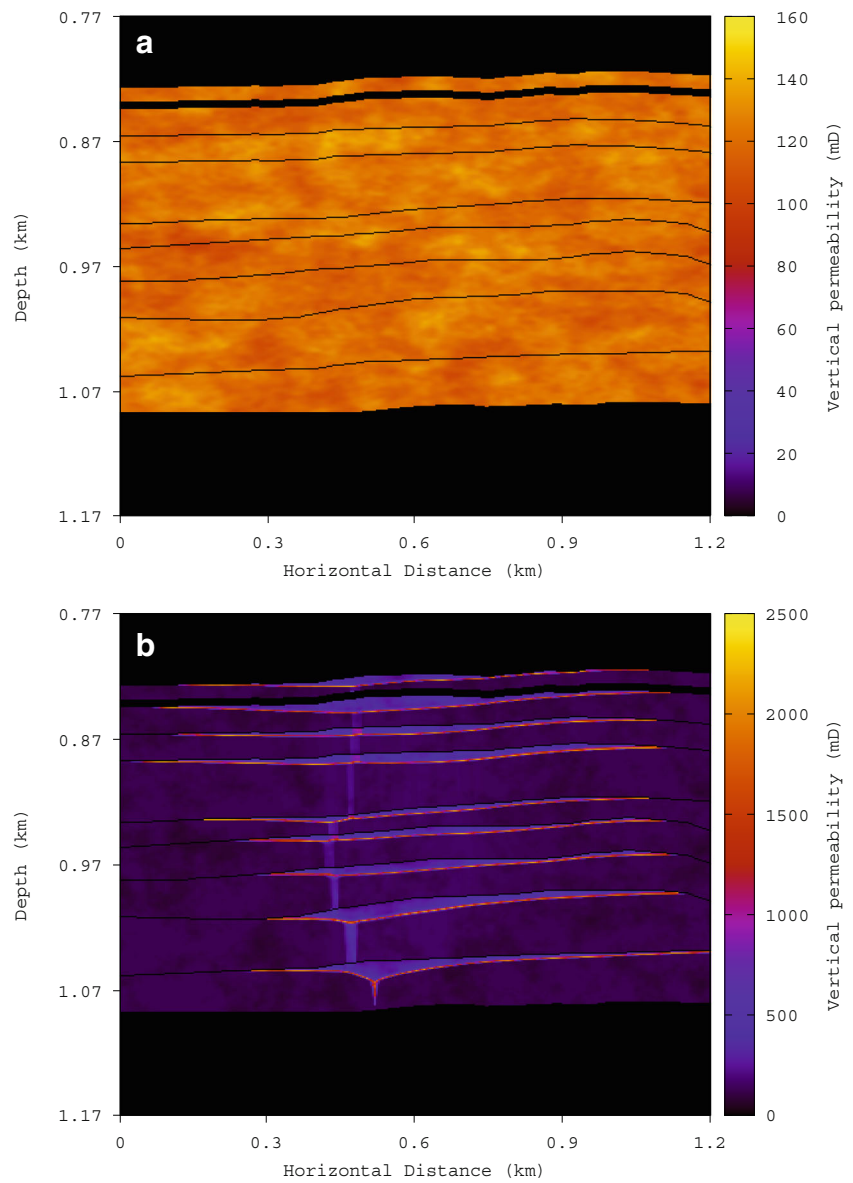 a
0.77
0.87
0.97
1.07
1.17
Depth (km)
0 0.3 0.6 0.9 1.2
Horizontal Distance (km)
160
140
120
100
80
60
40
20
0
Vertical permeability (mD)
b
0.77
0.87
0.97
1.07
1.17
Depth (km)
0 0.3 0.6 0.9 1.2
Horizontal Distance (km)
2500
2000
1500
1000
500
0
Vertical permeability (mD)